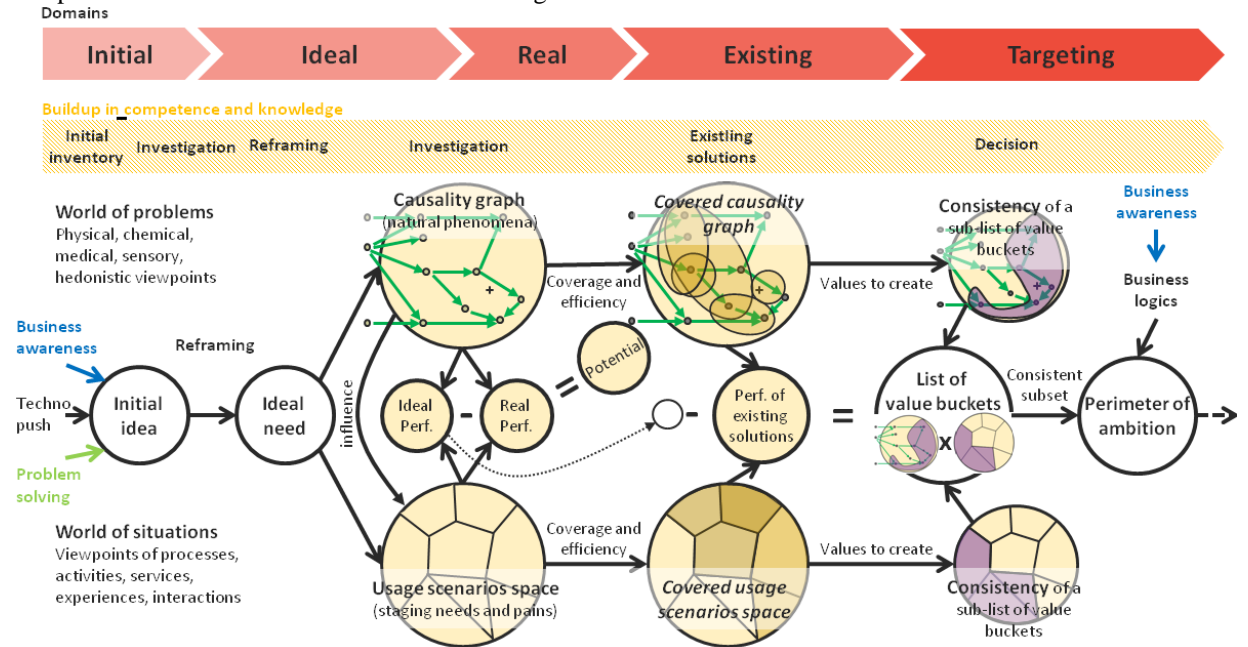 Domains
Initial
Ideal
Real
Existing
Targeting
Buildup in competence and knowledge
Initial
inventory
Investigation
Reframing
Investigation
Existling
solutions
Decision
World of problems
Physical, chemical,
medical, sensory,
hedonistic viewpoints
Causality graph
(natural phenomena)
+
Covered causality
graph
+
Consistency of a
sub-list of value
buckets
+
Business
awareness
Business
logics
Coverage and
efficiency
Values to create
Business
awareness
Reframing
Techno
push
Problem
solving
Initial
idea
Ideal
need
influence
Ideal
Perf.
-
Real
Perf.
=
Potential
-
Perf. of
existing
solutions
=
List of
value buckets
x
Consistent
subset
Perimeter of
ambition
World of situations
Viewpoints of processes,
activities, services,
experiences, interactions
Usage scenarios space
(staging needs and pains)
Coverage and
efficiency
Covered usage
scenarios space
Values to create
Consistency of a
sub-list of value
buckets